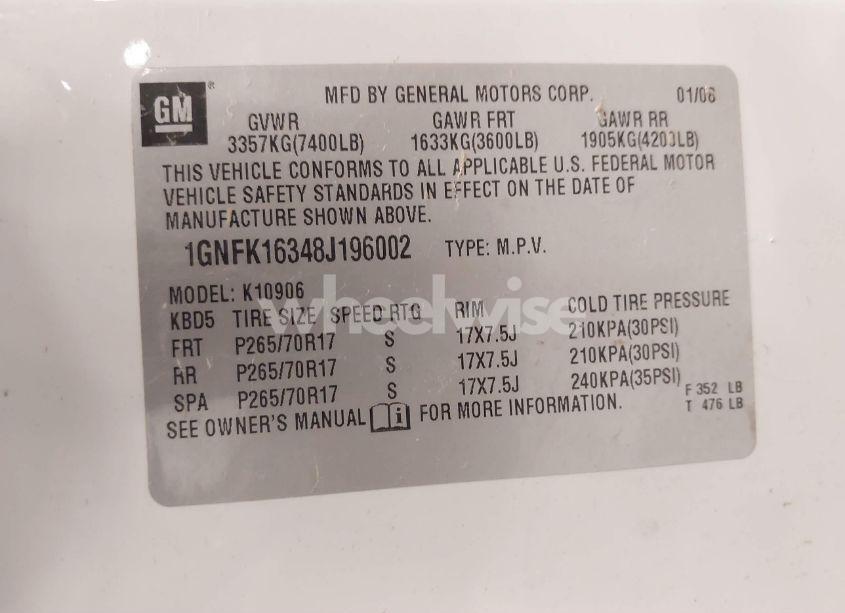 GM ®
MFD BY GENERAL MOTORS CORP. 01/08
GVWR GAWR FRT GAWR RR
3357KG(7400LB) 1633KG(3600LB) 1905KG(4200LB)
THIS VEHICLE CONFORMS TO ALL APPLICABLE U.S. FEDERAL MOTOR
VEHICLE SAFETY STANDARDS IN EFFECT ON THE DATE OF
MANUFACTURE SHOWN ABOVE.
1GNFK16348J196002 TYPE: M.P.V.
MODEL: K10906
KBD5 TIRE SIZE SPEED RTG RIM COLD TIRE PRESSURE
FRT P265/70R17 S 17X7.5J 210KPA(30PSI)
RR P265/70R17 S 17X7.5J 210KPA(30PSI)
SPA P265/70R17 S 17X7.5J 240KPA(35PSI)
SEE OWNER'S MANUAL i FOR MORE INFORMATION.
F 352 LB
T 476 LB
wheelwise